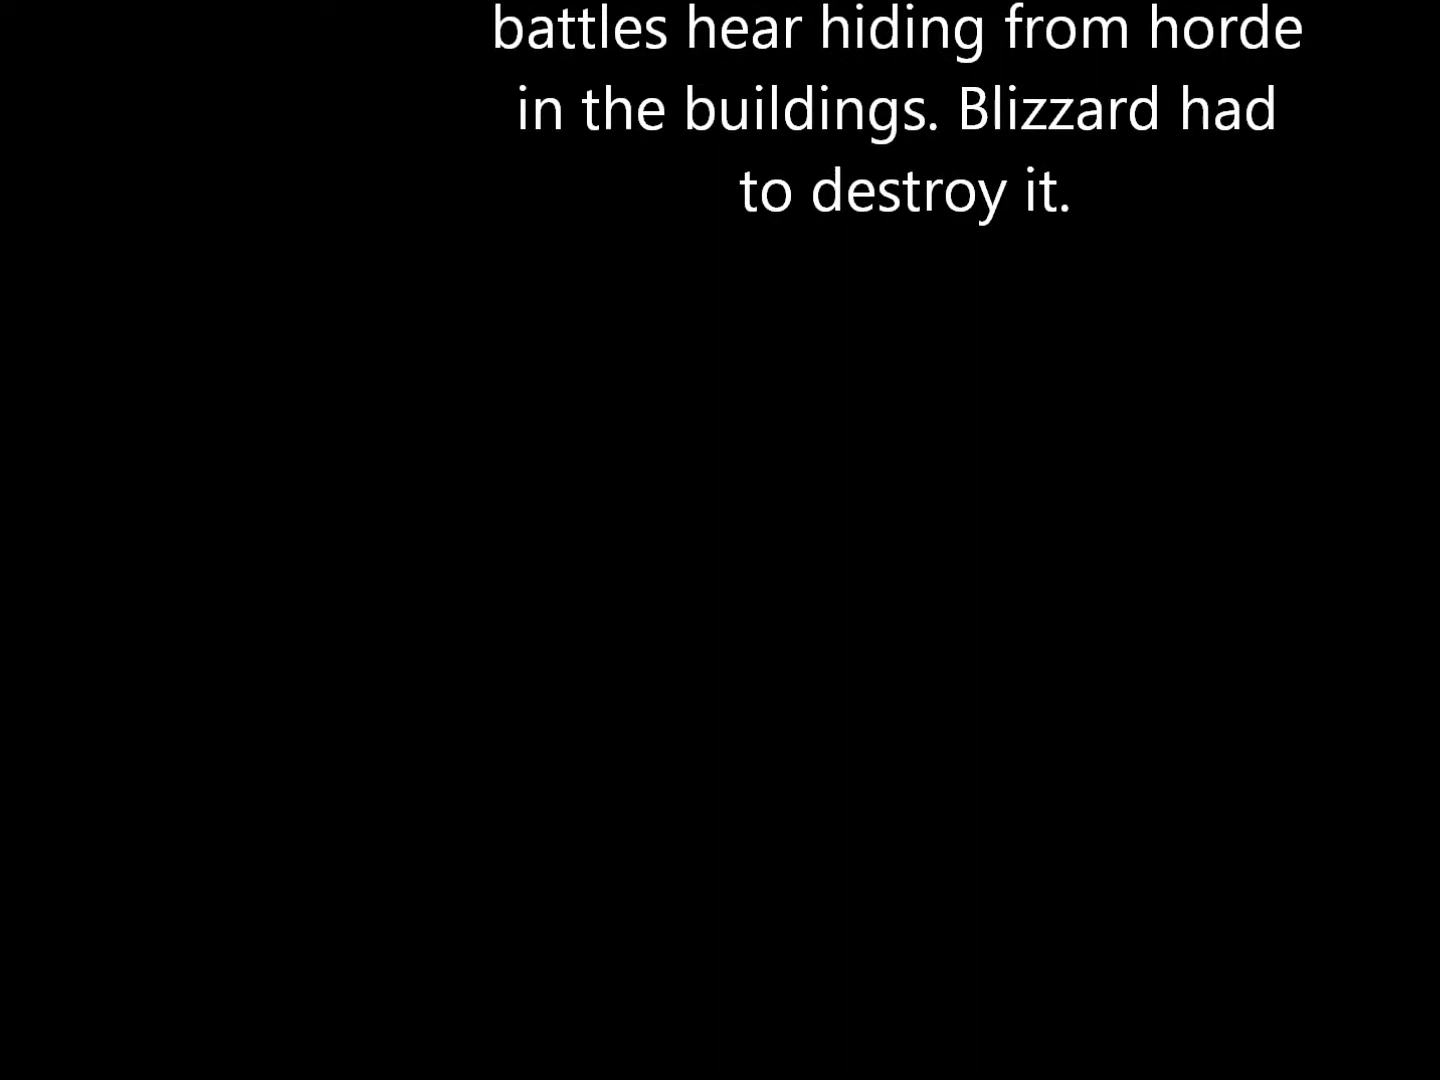 battles hear hiding from horde
in the buildings. Blizzard had
to destroy it.